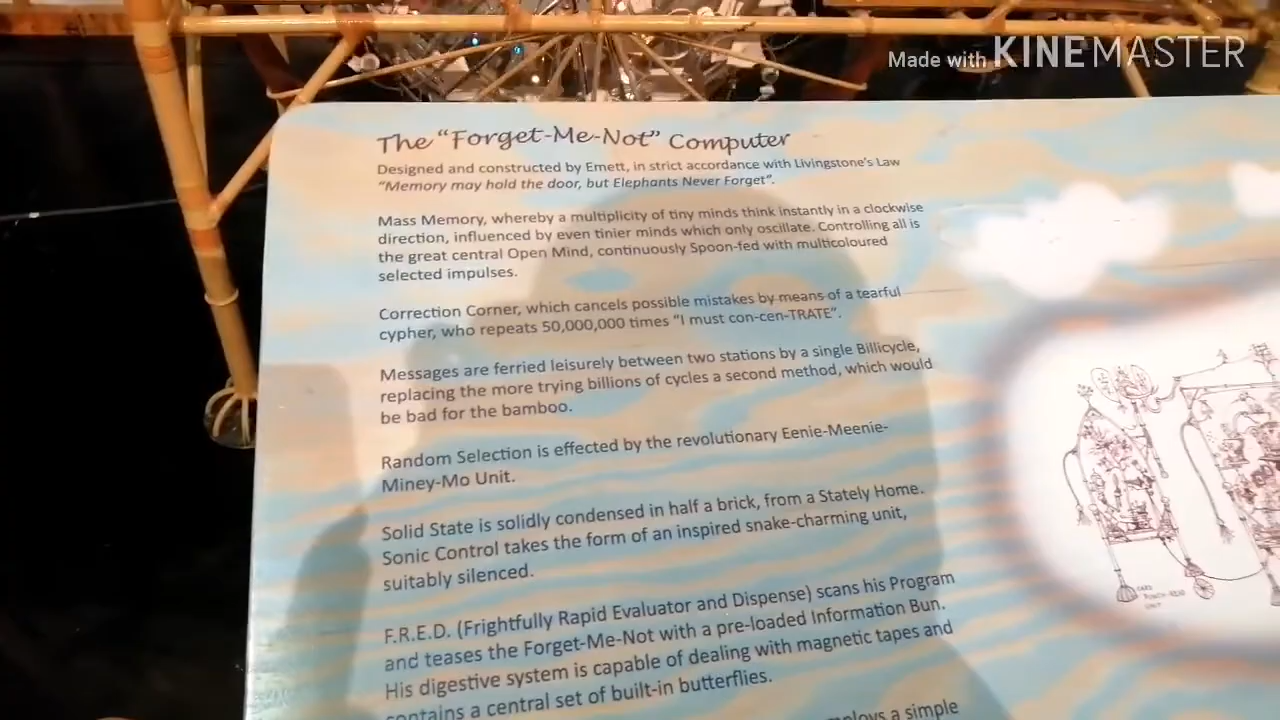 Made with KINEMASTER
The “Forget-Me-Not” Computer
Designed and constructed by Emett, in strict accordance with Livingstone's Law
“Memory may hold the door, but Elephants Never Forget”.
Mass Memory, whereby a multiplicity of tiny minds think instantly in a clockwise
direction, influenced by even tinier minds which only oscillate. Controlling all is
the great central Open Mind, continuously Spoon-fed with multicoloured
selected impulses.
Correction Corner, which cancels possible mistakes by means of a tearful
cypher, who repeats 50,000,000 times “I must con-cen-TRATE”.
Messages are ferried leisurely between two stations by a single Billicycle,
replacing the more trying billions of cycles a second method, which would
be bad for the bamboo.
Random Selection is effected by the revolutionary Eenie-Meenie-
Miney-Mo Unit.
Solid State is solidly condensed in half a brick, from a Stately Home.
Sonic Control takes the form of an inspired snake-charming unit,
suitably silenced.
F.R.E.D. (Frightfully Rapid Evaluator and Dispense) scans his Program
and teases the Forget-Me-Not with a pre-loaded Information Bun.
His digestive system is capable of dealing with magnetic tapes and
contains a central set of built-in butterflies.
a simple
CARD
UNIT